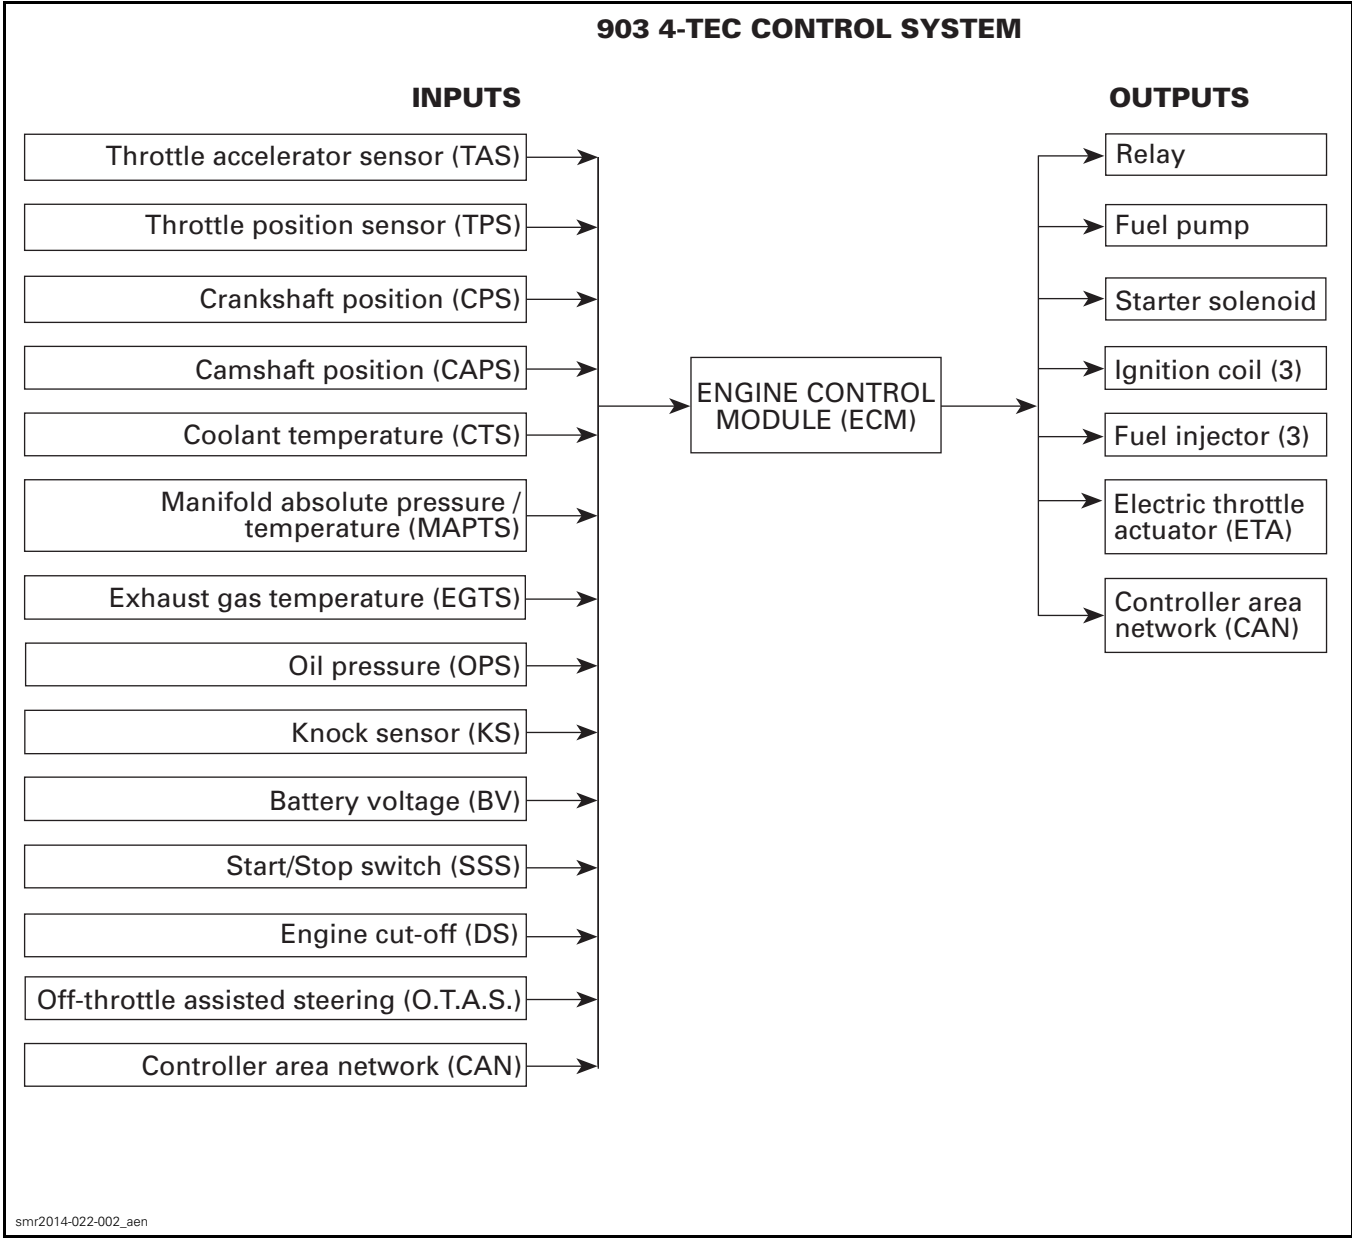 903 4-TEC CONTROL SYSTEM
INPUTS
Throttle accelerator sensor (TAS)
Throttle position sensor (TPS)
Crankshaft position (CPS)
Camshaft position (CAPS)
Coolant temperature (CTS)
Manifold absolute pressure /
temperature (MAPTS)
Exhaust gas temperature (EGTS)
Oil pressure (OPS)
Knock sensor (KS)
Battery voltage (BV)
Start/Stop switch (SSS)
Engine cut-off (DS)
Off-throttle assisted steering (O.T.A.S.)
Controller area network (CAN)
ENGINE CONTROL
MODULE (ECM)
OUTPUTS
Relay
Fuel pump
Starter solenoid
Ignition coil (3)
Fuel injector (3)
Electric throttle
actuator (ETA)
Controller area
network (CAN)
smr2014-022-002_aen